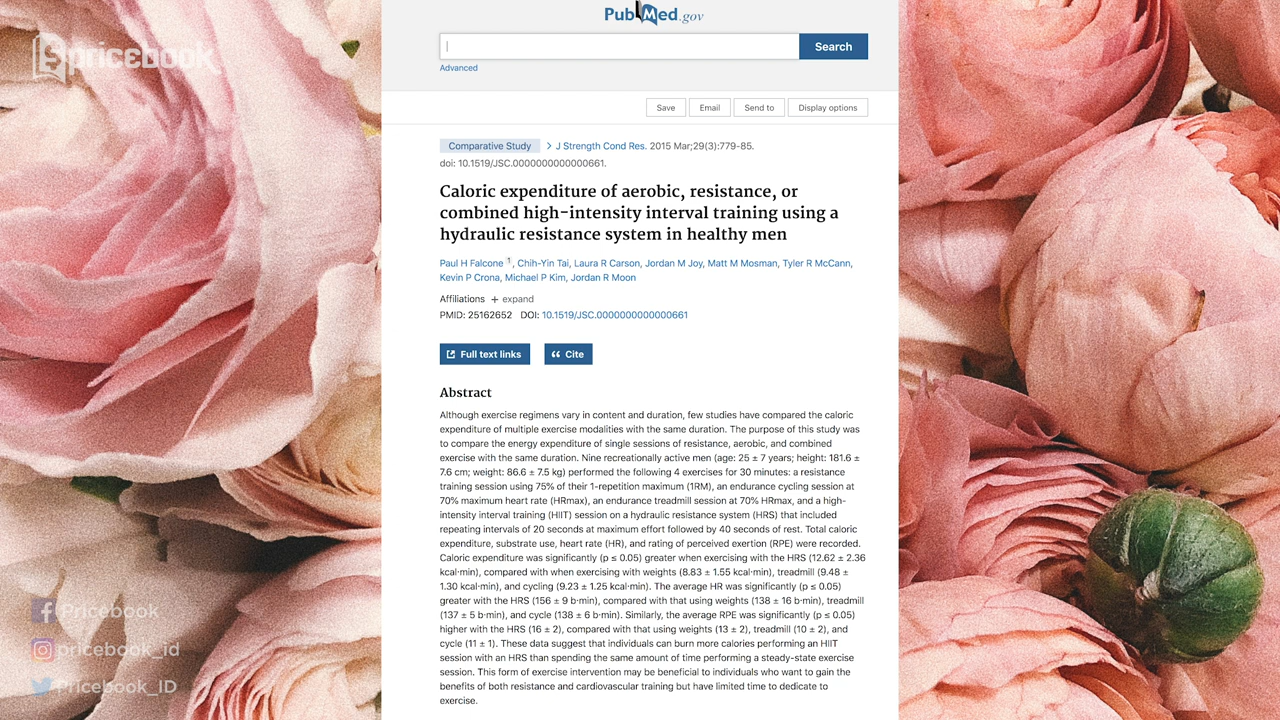 pricebook
PubMed.gov
Search
Advanced
Save Email Send to Display options
Comparative Study > J Strength Cond Res. 2015 Mar;29(3):779-85.
doi: 10.1519/JSC.0000000000000661.
Caloric expenditure of aerobic, resistance, or
combined high-intensity interval training using a
hydraulic resistance system in healthy men
Paul H Falcone 1, Chih-Yin Tai, Laura R Carson, Jordan M Joy, Matt M Mosman, Tyler R McCann,
Kevin P Crona, Michael P Kim, Jordan R Moon
Affiliations + expand
PMID: 25162652 DOI: 10.1519/JSC.0000000000000661
Full text links Cite
Abstract
Although exercise regimens vary in content and duration, few studies have compared the caloric
expenditure of multiple exercise modalities with the same duration. The purpose of this study was
to compare the energy expenditure of single sessions of resistance, aerobic, and combined
exercise with the same duration. Nine recreationally active men (age: 25 ± 7 years; height: 181.6 ±
7.6 cm; weight: 86.6 ± 7.5 kg) performed the following 4 exercises for 30 minutes: a resistance
training session using 75% of their 1-repetition maximum (1RM), an endurance cycling session at
70% maximum heart rate (HRmax), an endurance treadmill session at 70% HRmax, and a high-
intensity interval training (HIIT) session on a hydraulic resistance system (HRS) that included
repeating intervals of 20 seconds at maximum effort followed by 40 seconds of rest. Total caloric
expenditure, substrate use, heart rate (HR), and rating of perceived exertion (RPE) were recorded.
Caloric expenditure was significantly (p ≤ 0.05) greater when exercising with the HRS (12.62 ± 2.36
kcal·min), compared with when exercising with weights (8.83 ± 1.55 kcal·min), treadmill (9.48 ±
1.30 kcal·min), and cycling (9.23 ± 1.25 kcal·min). The average HR was significantly (p ≤ 0.05)
greater with the HRS (156 ± 9 b·min), compared with that using weights (138 ± 16 b·min), treadmill
(137 ± 5 b·min), and cycle (138 ± 6 b·min). Similarly, the average RPE was significantly (p ≤ 0.05)
higher with the HRS (16 ± 2), compared with that using weights (13 ± 2), treadmill (10 ± 2), and
cycle (11 ± 1). These data suggest that individuals can burn more calories performing an HIIT
session with an HRS than spending the same amount of time performing a steady-state exercise
session. This form of exercise intervention may be beneficial to individuals who want to gain the
benefits of both resistance and cardiovascular training but have limited time to dedicate to
exercise.
Pricebook
pricebook_id
Pricebook_ID